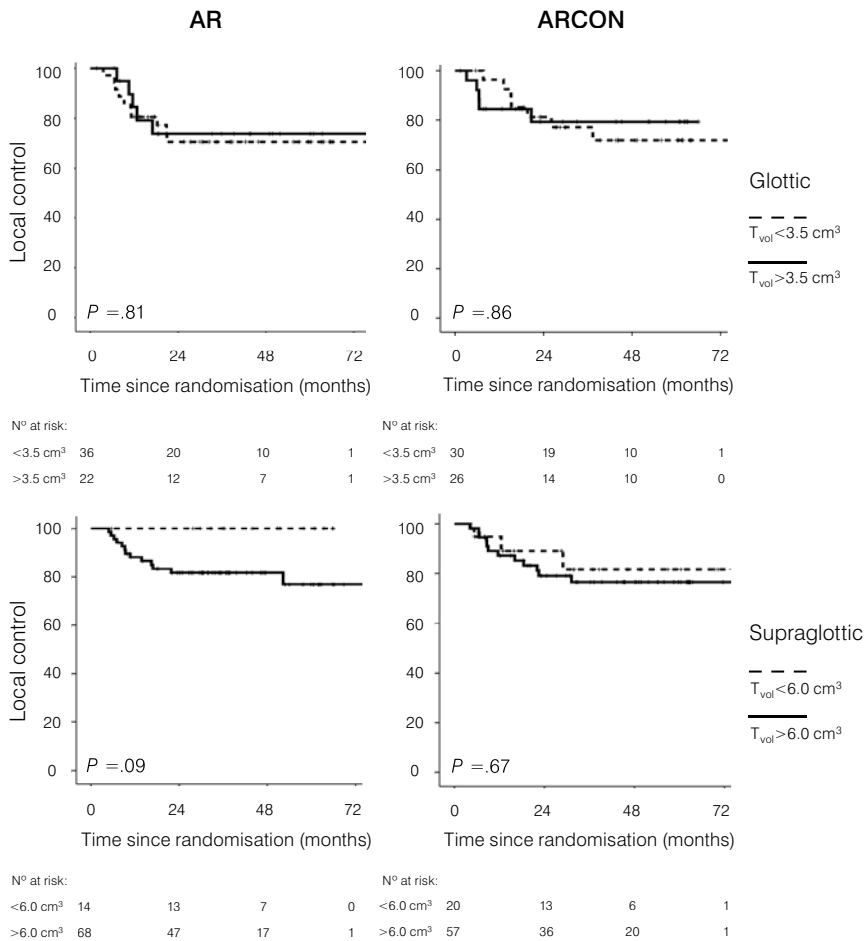 AR
ARCON
Local control
100
80
60
40
20
0
P =.81
0 24 48 72
Time since randomisation (months)
100
80
60
40
20
0
P =.86
0 24 48 72
Time since randomisation (months)
Glottic
Tvol<3.5 cm³
Tvol>3.5 cm³
Nº at risk:
<3.5 cm³ 36 20 10 1
>3.5 cm³ 22 12 7 1
Nº at risk:
<3.5 cm³ 30 19 10 1
>3.5 cm³ 26 14 10 0
Local control
100
80
60
40
20
0
P =.09
0 24 48 72
Time since randomisation (months)
100
80
60
40
20
0
P =.67
0 24 48 72
Time since randomisation (months)
Supraglottic
Tvol<6.0 cm³
Tvol>6.0 cm³
Nº at risk:
<6.0 cm³ 14 13 7 0
>6.0 cm³ 68 47 17 1
Nº at risk:
<6.0 cm³ 20 13 6 1
>6.0 cm³ 57 36 20 1